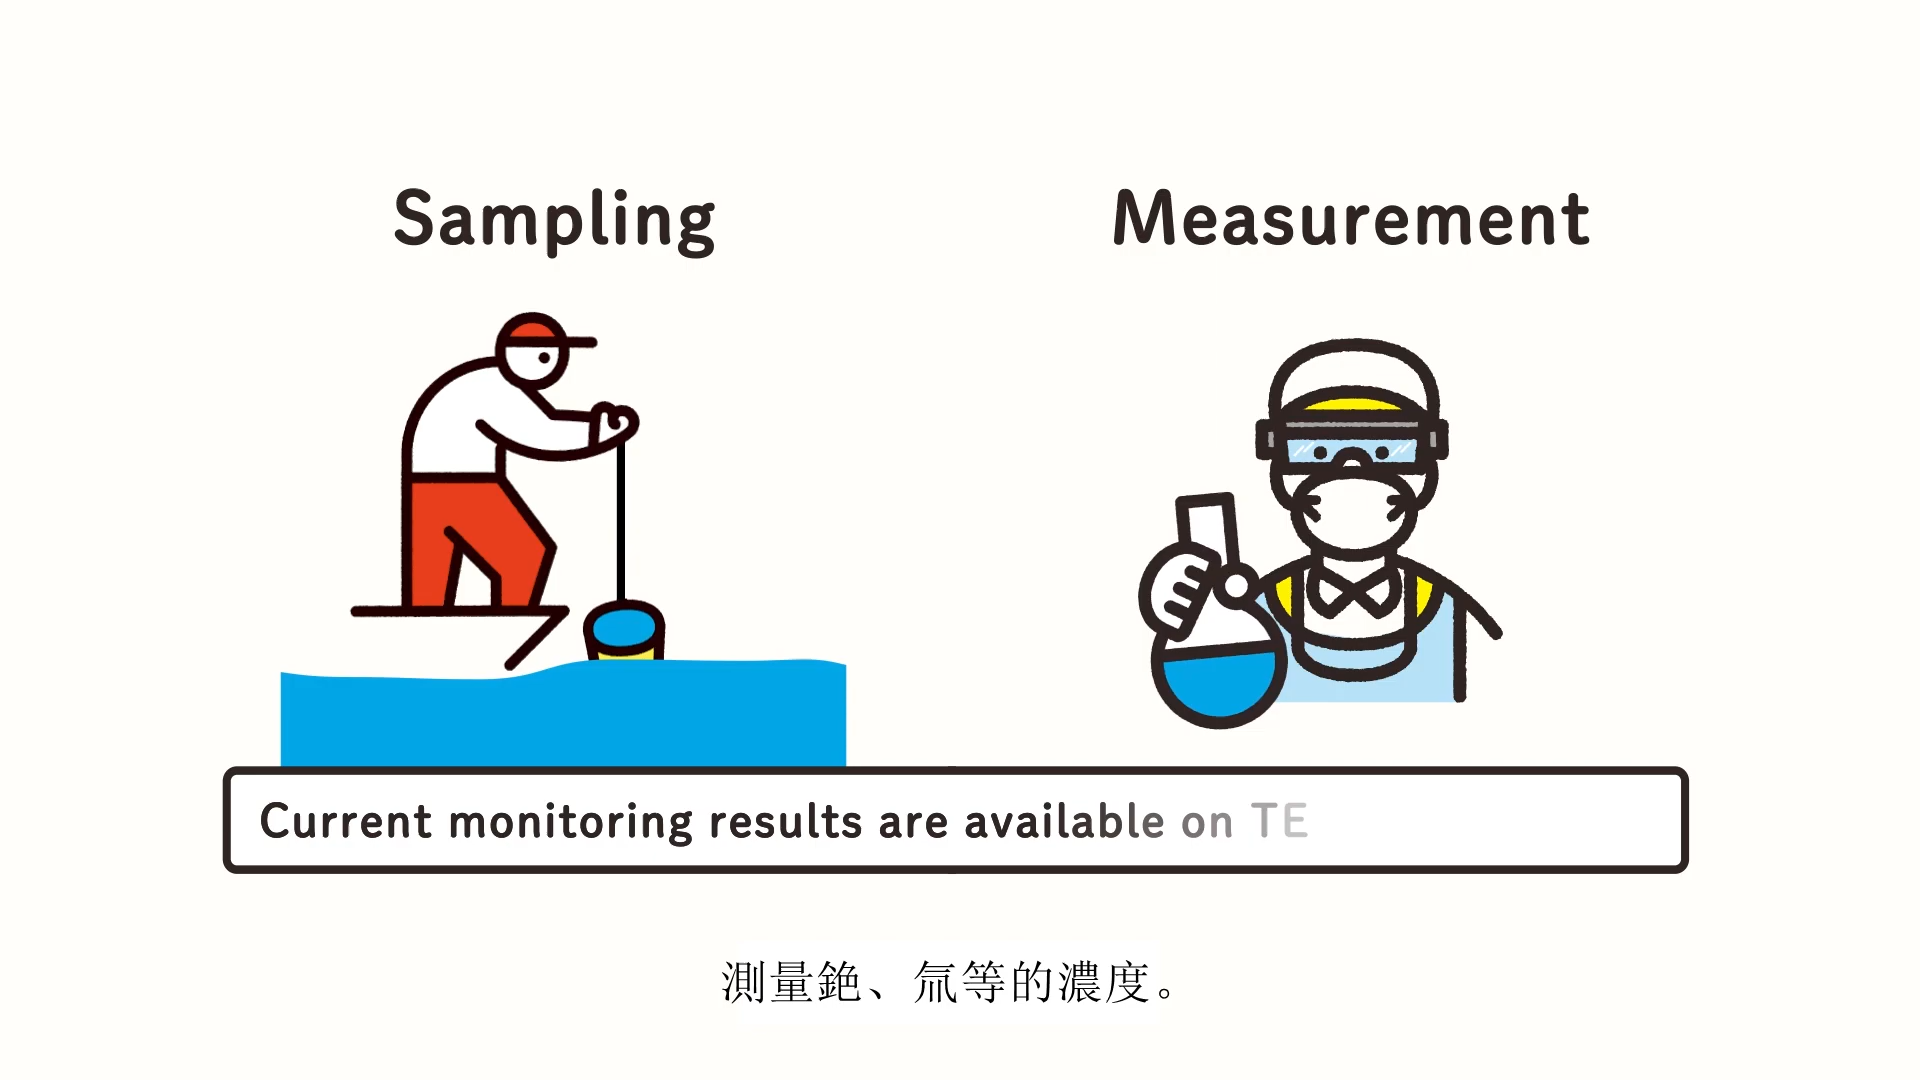 Sampling
Measurement
Current monitoring results are available on TE
測量銫、氚等的濃度。